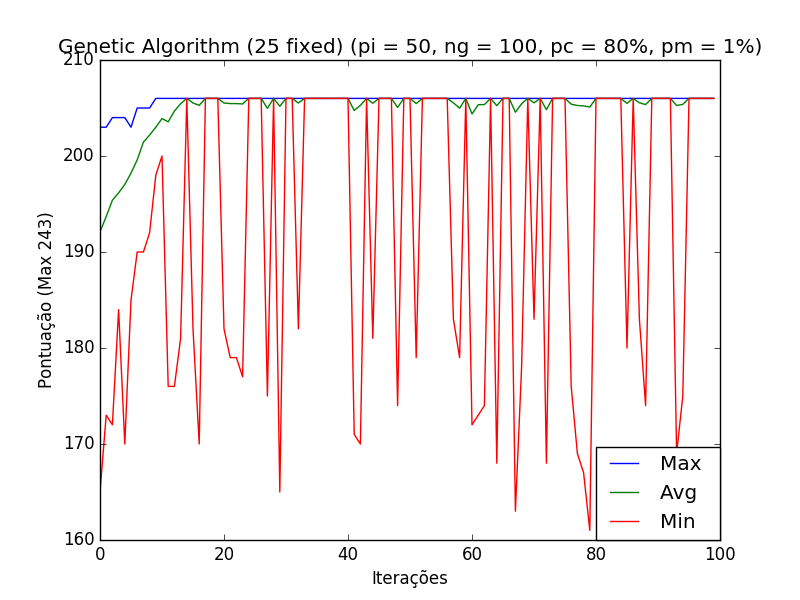 Genetic Algorithm (25 fixed) (pi = 50, ng = 100, pc = 80%, pm = 1%)
210
200
190
180
170
160
Pontuação (Max 243)
Max
Avg
Min
0 20 40 60 80 100
Iterações